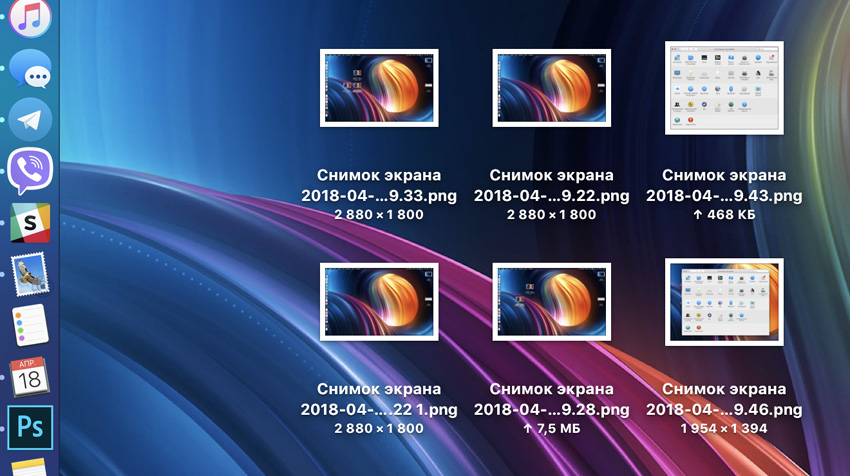 Снимок экрана
2018-04-...9.33.png
2 880 × 1 800
Снимок экрана
2018-04-...9.22.png
2 880 × 1 800
Снимок экрана
2018-04-...9.43.png
↑ 468 КБ
Снимок экрана
2018-04-....22 1.png
2 880 × 1 800
Снимок экрана
2018-04-...9.28.png
↑ 7,5 МБ
Снимок экрана
2018-04-...9.46.png
1 954 × 1 394
S
АПР.
18
Ps